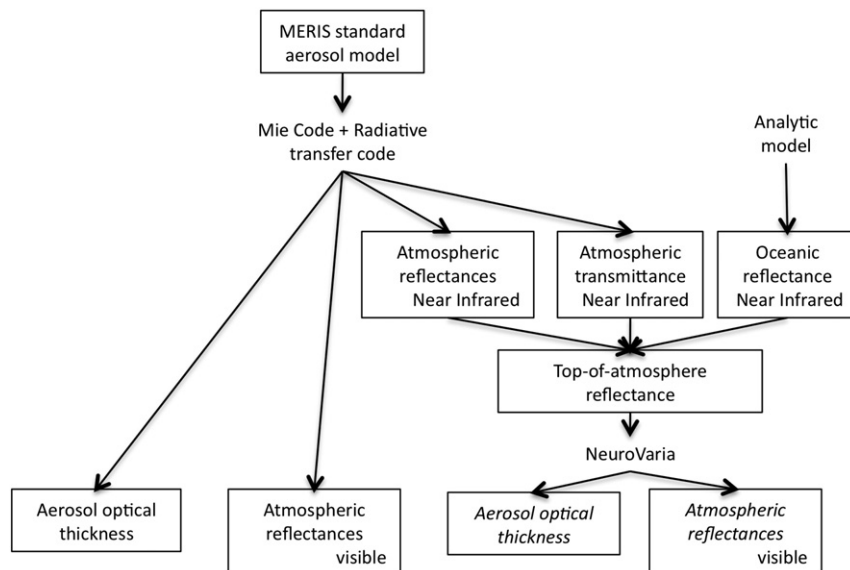 MERIS standard
aerosol model
Mie Code + Radiative
transfer code
Analytic
model
Atmospheric
reflectances
Near Infrared
Atmospheric
transmittance
Near Infrared
Oceanic
reflectance
Near Infrared
Top-of-atmosphere
reflectance
NeuroVaria
Aerosol optical
thickness
Atmospheric
reflectances
visible
Aerosol optical
thickness
Atmospheric
reflectances
visible